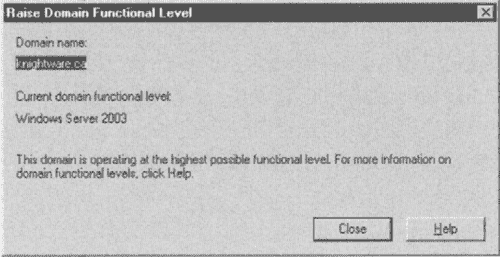 Raise Domain Functional Level
Domain name:
knightware.ca
Current domain functional level:
Windows Server 2003
This domain is operating at the highest possible functional level. For more information on
domain functional levels, click Help.
Close
Help